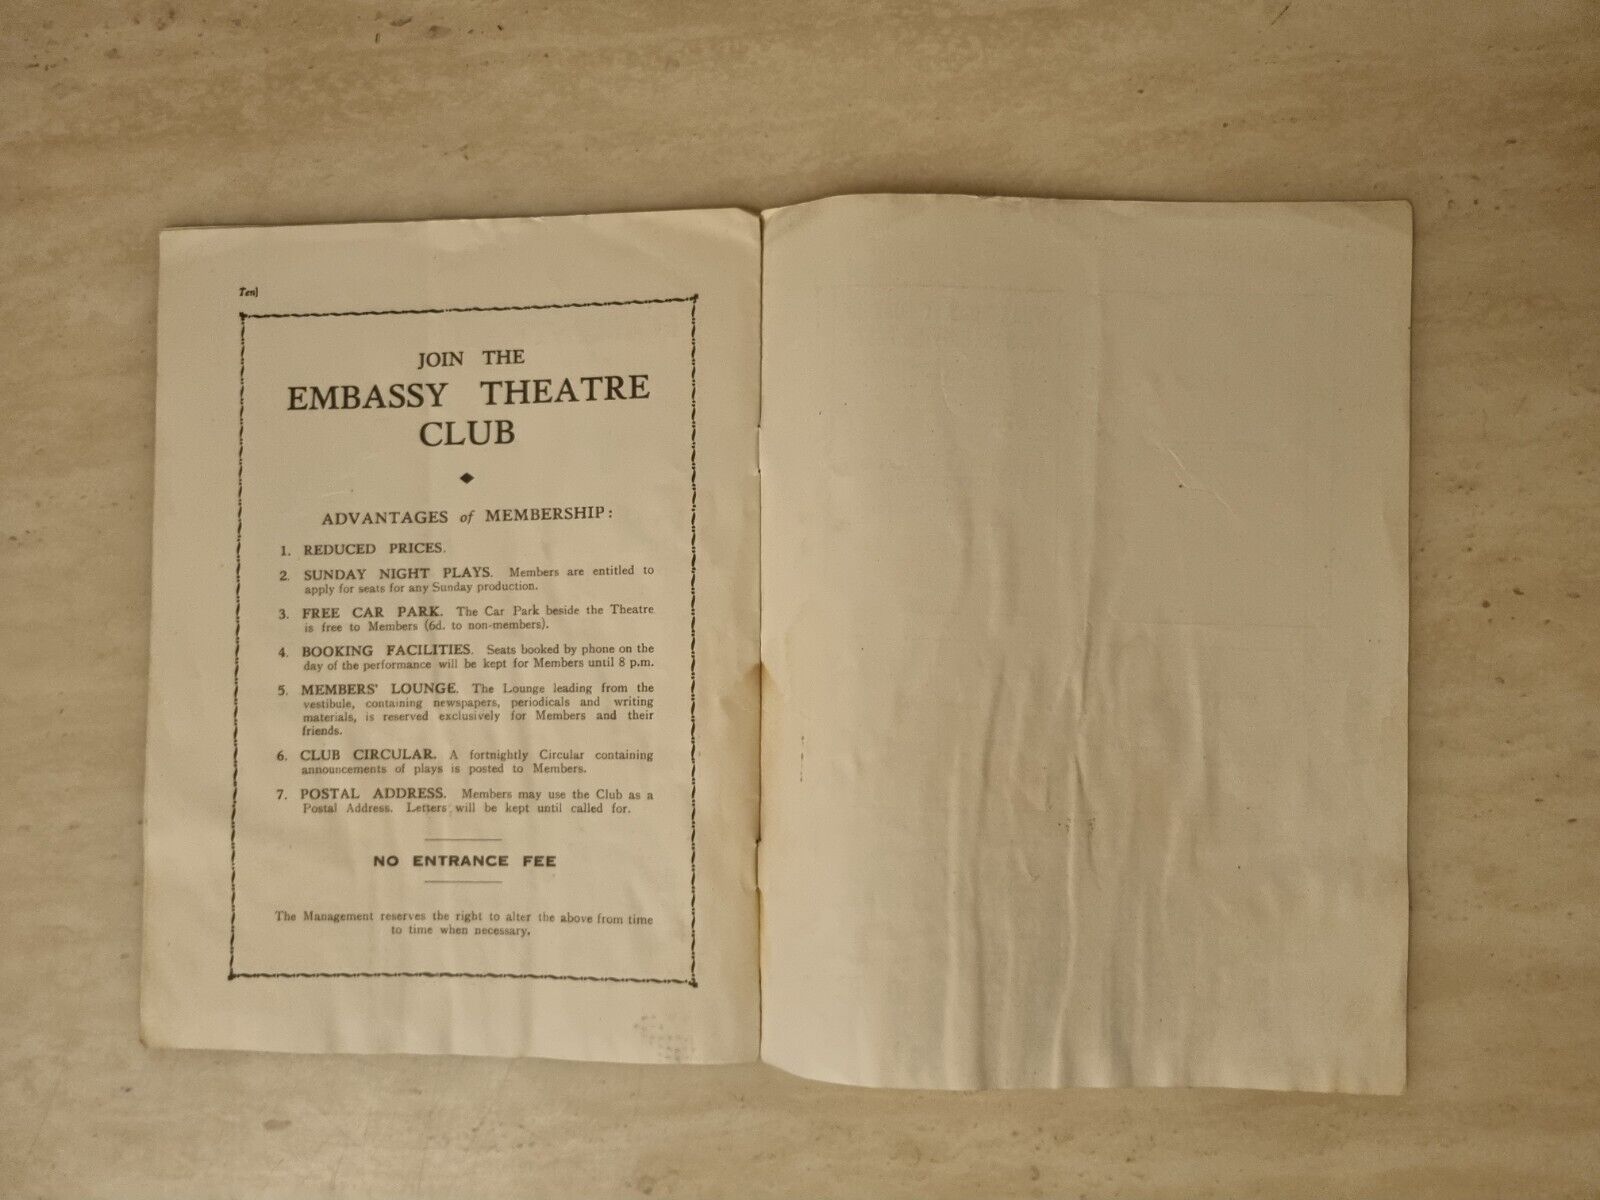 Ten]
JOIN THE
EMBASSY THEATRE
CLUB
ADVANTAGES of MEMBERSHIP:
1. REDUCED PRICES.
2. SUNDAY NIGHT PLAYS. Members are entitled to
apply for seats for any Sunday production.
3. FREE CAR PARK. The Car Park beside the Theatre
is free to Members (6d. to non-members).
4. BOOKING FACILITIES. Seats booked by phone on the
day of the performance will be kept for Members until 8 p.m.
5. MEMBERS' LOUNGE. The Lounge leading from the
vestibule, containing newspapers, periodicals and writing
materials, is reserved exclusively for Members and their
friends.
6. CLUB CIRCULAR. A fortnightly Circular containing
announcements of plays is posted to Members.
7. POSTAL ADDRESS. Members may use the Club as a
Postal Address. Letters will be kept until called for.
NO ENTRANCE FEE
The Management reserves the right to alter the above from time
to time when necessary.